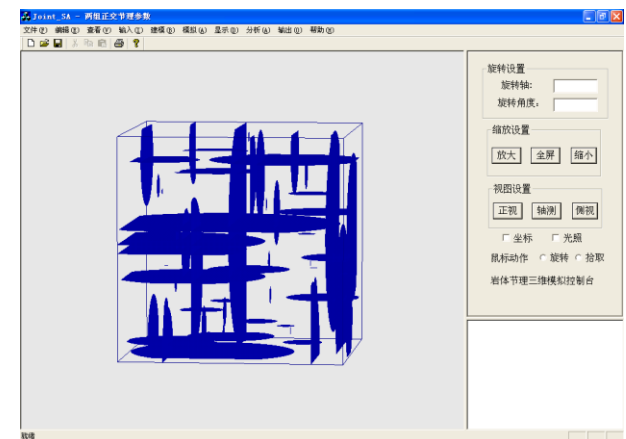 Joint_SA - 两组正交节理参数
文件(F) 编辑(E) 查看(V) 输入(I) 建模(B) 模拟(A) 显示(D) 分析(A) 输出(O) 帮助(H)
旋转设置
旋转轴:
旋转角度:
缩放设置
放大 全屏 缩小
视图设置
正视 轴测 侧视
坐标 光照
鼠标动作 旋转 拾取
岩体节理三维模拟控制台
就绪